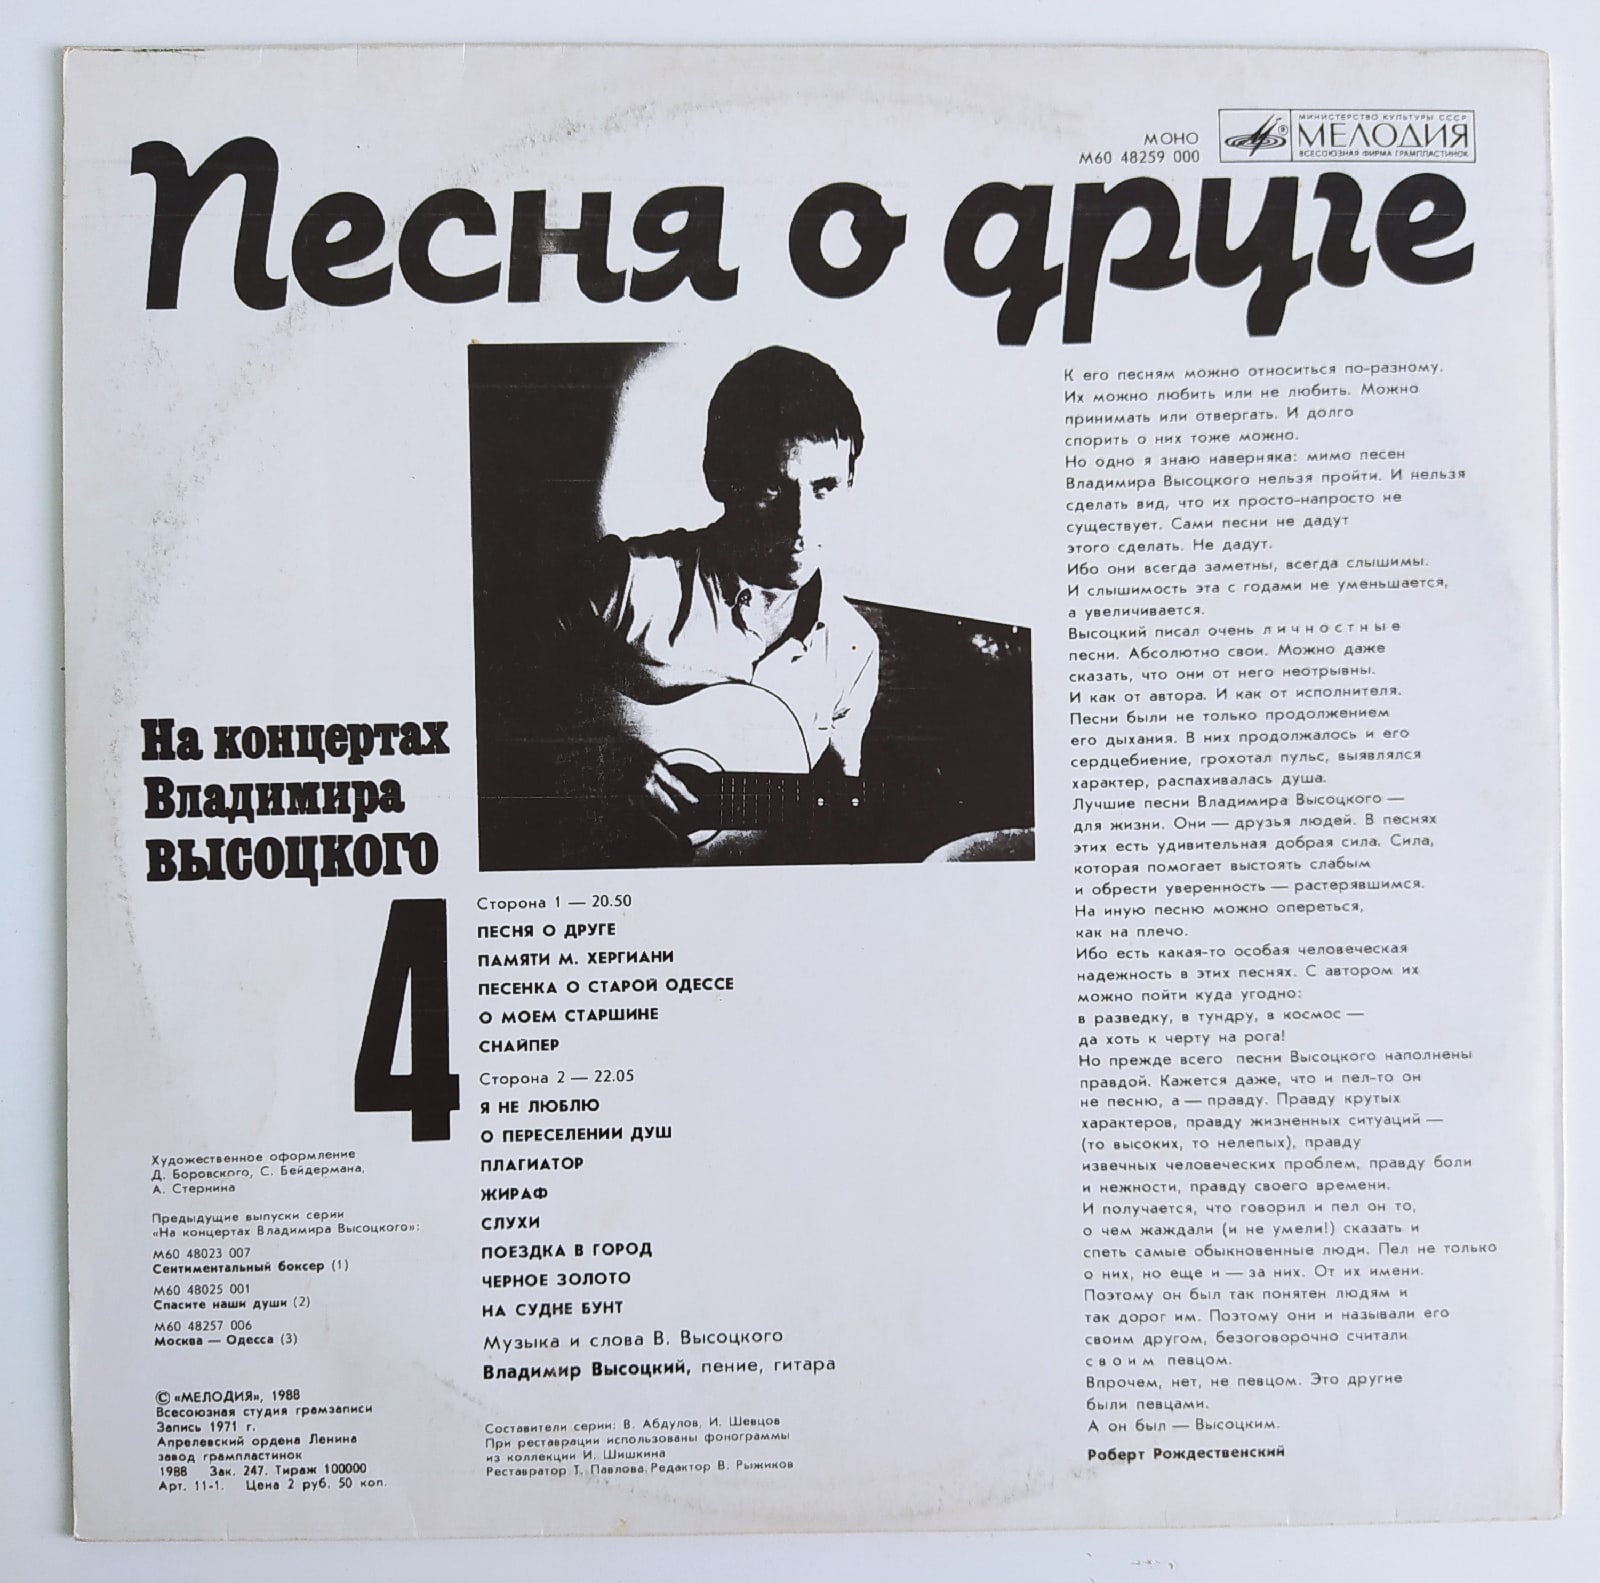 МОНО
М60 48259 000
МИНИСТЕРСТВО КУЛЬТУРЫ СССР
МЕЛОДИЯ
ВСЕСОЮЗНАЯ ФИРМА ГРАМПЛАСТИНОК
Песня о друге
На концертах
Владимира
Высоцкого
4
Художественное оформление
Д. Боровского, С. Бейдермана,
А. Стернина
Предыдущие выпуски серии
«На концертах Владимира Высоцкого»:
М60 48023 007
Сентиментальный боксер (1)
М60 48025 001
Спасите наши души (2)
М60 48257 006
Москва — Одесса (3)
© «МЕЛОДИЯ», 1988
Всесоюзная студия грамзаписи
Запись 1971 г.
Апрелевский ордена Ленина
завод грампластинок
1988 Зак. 247. Тираж 100000
Арт. 11-1. Цена 2 руб. 50 коп.
Сторона 1 — 20.50
ПЕСНЯ О ДРУГЕ
ПАМЯТИ М. ХЕРГИАНИ
ПЕСЕНКА О СТАРОЙ ОДЕССЕ
О МОЕМ СТАРШИНЕ
СНАЙПЕР
Сторона 2 — 22.05
Я НЕ ЛЮБЛЮ
О ПЕРЕСЕЛЕНИИ ДУШ
ПЛАГИАТОР
ЖИРАФ
СЛУХИ
ПОЕЗДКА В ГОРОД
ЧЕРНОЕ ЗОЛОТО
НА СУДНЕ БУНТ
Музыка и слова В. Высоцкого
Владимир Высоцкий, пение, гитара
Составители серии: В. Абдулов, И. Шевцов
При реставрации использованы фонограммы
из коллекции И. Шишкина
Реставратор Т. Павлова. Редактор В. Рыжиков
К его песням можно относиться по-разному.
Их можно любить или не любить. Можно
принимать или отвергать. И долго
спорить о них тоже можно.
Но одно я знаю наверняка: мимо песен
Владимира Высоцкого нельзя пройти. И нельзя
сделать вид, что их просто-напросто не
существует. Сами песни не дадут
этого сделать. Не дадут.
Ибо они всегда заметны, всегда слышимы.
И слышимость эта с годами не уменьшается,
а увеличивается.
Высоцкий писал очень личностные
песни. Абсолютно свои. Можно даже
сказать, что они от него неотрывны.
И как от автора. И как от исполнителя.
Песни были не только продолжением
его дыхания. В них продолжалось и его
сердцебиение, грохотал пульс, выявлялся
характер, распахивалась душа.
Лучшие песни Владимира Высоцкого —
для жизни. Они — друзья людей. В песнях
этих есть удивительная добрая сила. Сила,
которая помогает выстоять слабым
и обрести уверенность — растерявшимся.
На иную песню можно опереться,
как на плечо.
Ибо есть какая-то особая человеческая
надежность в этих песнях. С автором их
можно пойти куда угодно:
в разведку, в тундру, в космос —
да хоть к черту на рога!
Но прежде всего песни Высоцкого наполнены
правдой. Кажется даже, что и пел-то он
не песню, а — правду. Правду крутых
характеров, правду жизненных ситуаций —
(то высоких, то нелепых), правду
извечных человеческих проблем, правду боли
и нежности, правду своего времени.
И получается, что говорил и пел он то,
о чем жаждали (и не умели!) сказать и
спеть самые обыкновенные люди. Пел не только
о них, но еще и — за них. От их имени.
Поэтому он был так понятен людям и
так дорог им. Поэтому они и называли его
своим другом, безоговорочно считали
своим певцом.
Впрочем, нет, не певцом. Это другие
были певцами.
А он был — Высоцким.
Роберт Рождественский